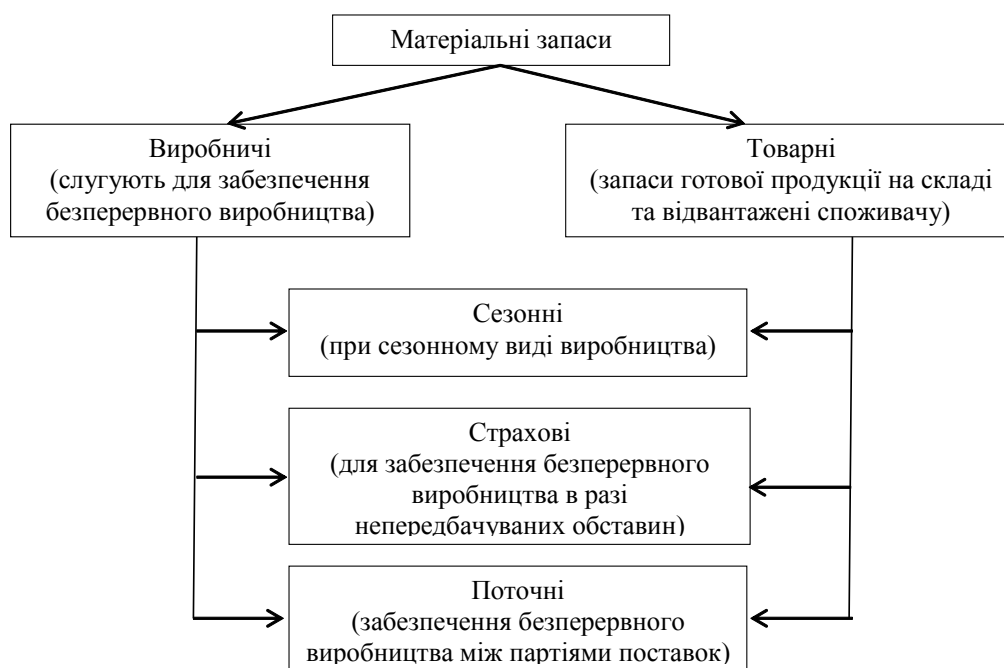 Матеріальні запаси
Виробничі
(слугують для забезпечення
безперервного виробництва)
Товарні
(запаси готової продукції на складі
та відвантажені споживачу)
Сезонні
(при сезонному виді виробництва)
Страхові
(для забезпечення безперервного
виробництва в разі
непередбачуваних обставин)
Поточні
(забезпечення безперервного
виробництва між партіями поставок)